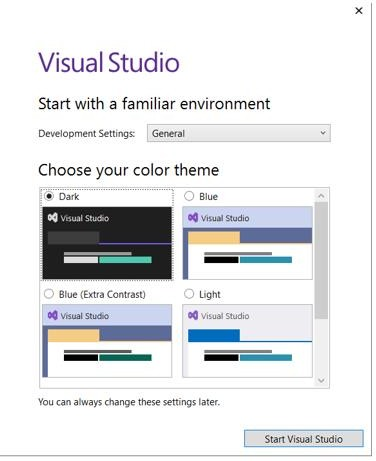 Visual Studio
Start with a familiar environment
Development Settings: General
Choose your color theme
Dark
Blue
Visual Studio
Visual Studio
Blue (Extra Contrast)
Light
Visual Studio
Visual Studio
You can always change these settings later.
Start Visual Studio